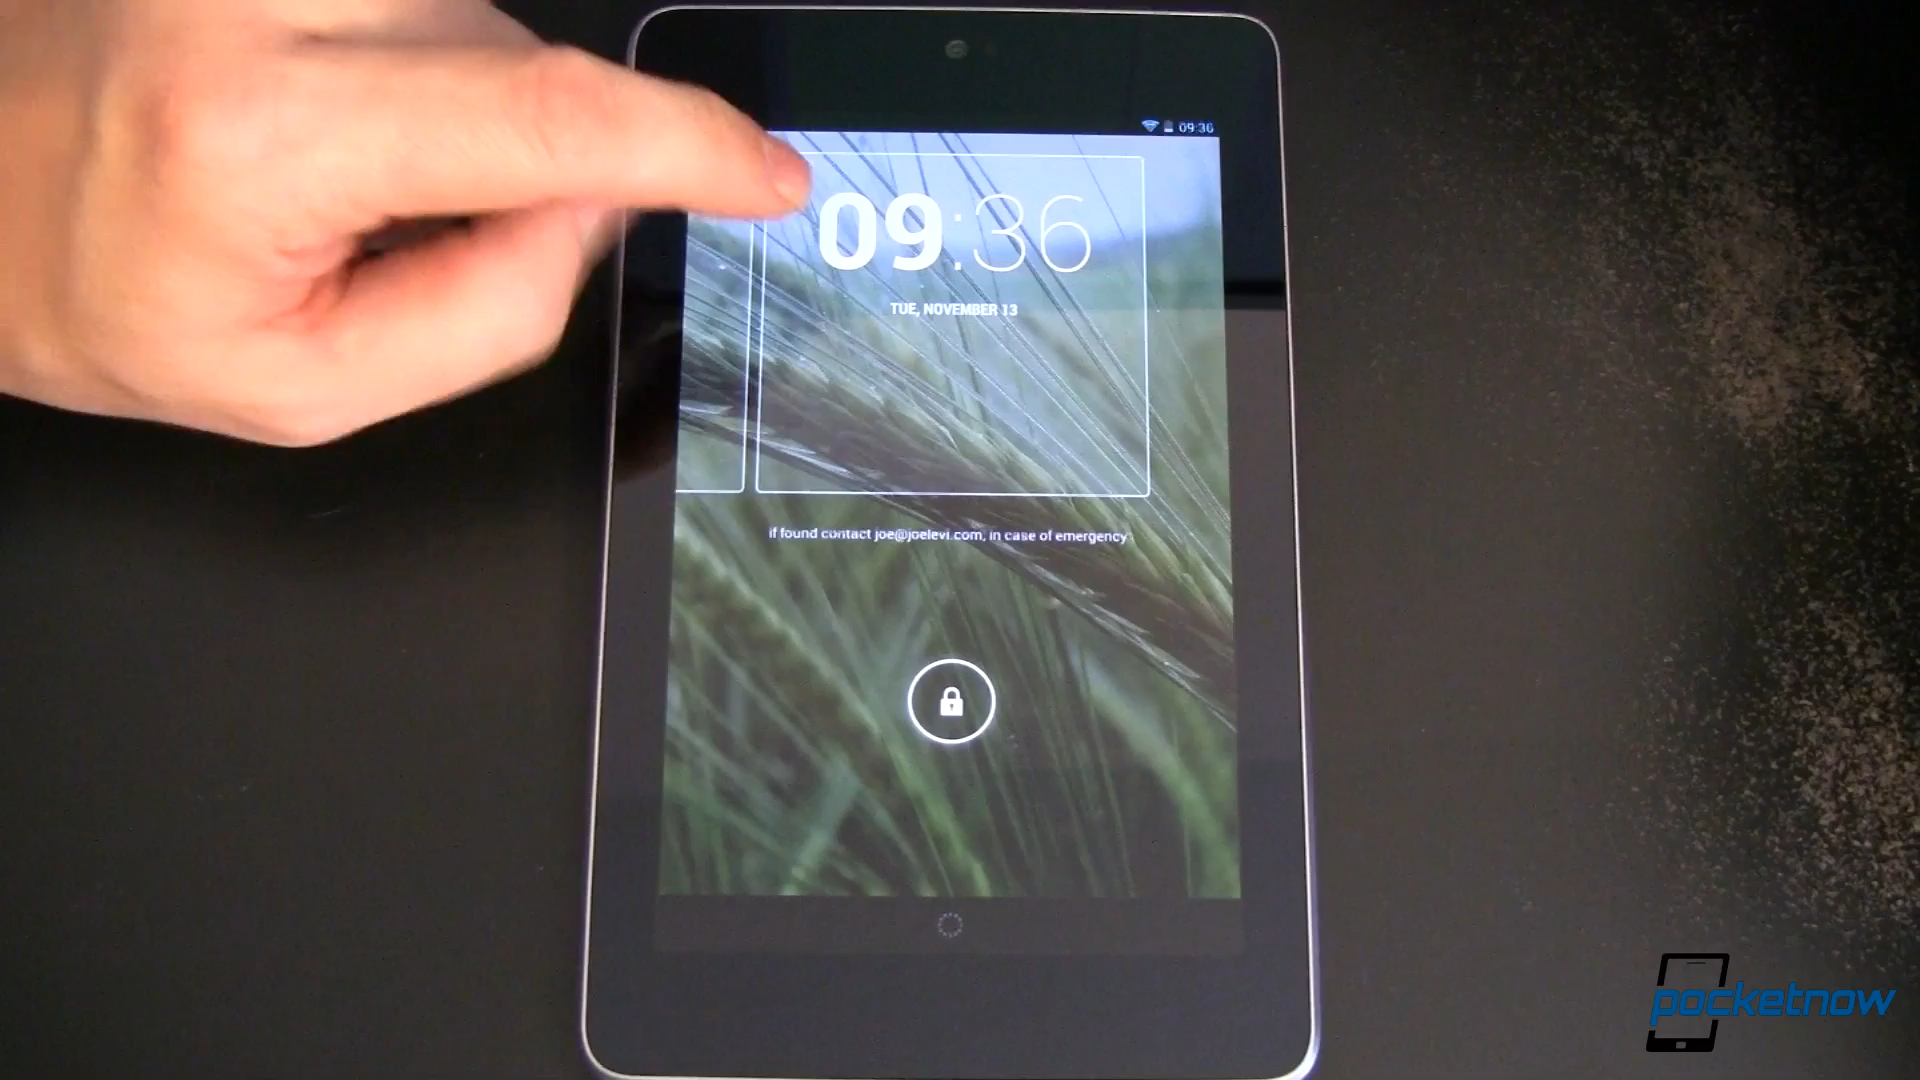 09:36
09:36
TUE, NOVEMBER 13
if found contact joe@joelevi.com, in case of emergency
pocketnow